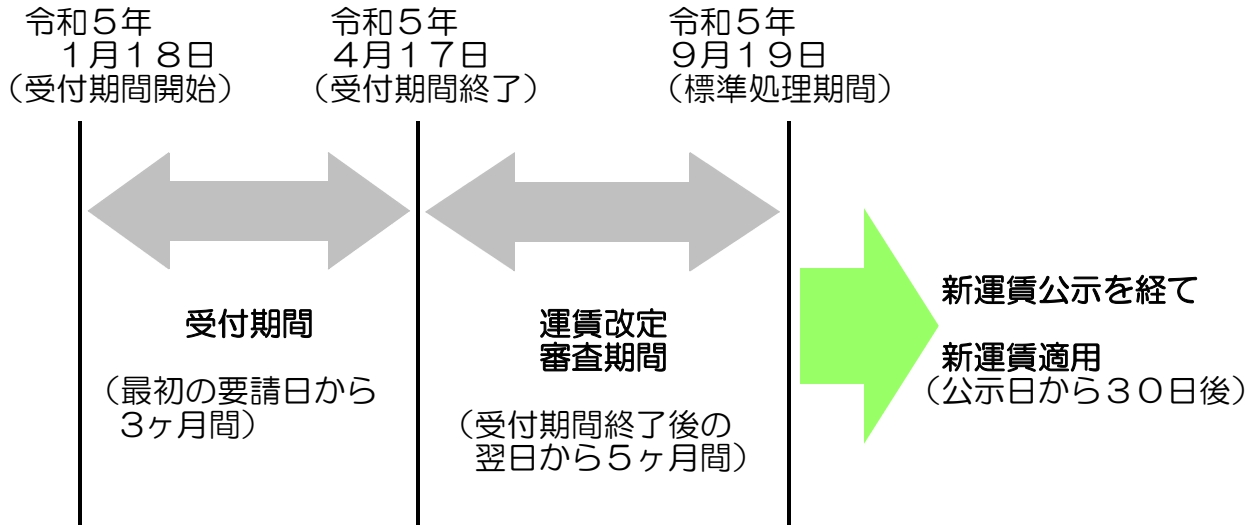 令和５年
１月１８日
（受付期間開始）
令和５年
４月１７日
（受付期間終了）
令和５年
９月１９日
（標準処理期間）
受付期間
（最初の要請日から
３ヶ月間）
運賃改定
審査期間
（受付期間終了後の
翌日から５ヶ月間）
新運賃公示を経て
新運賃適用
（公示日から３０日後）